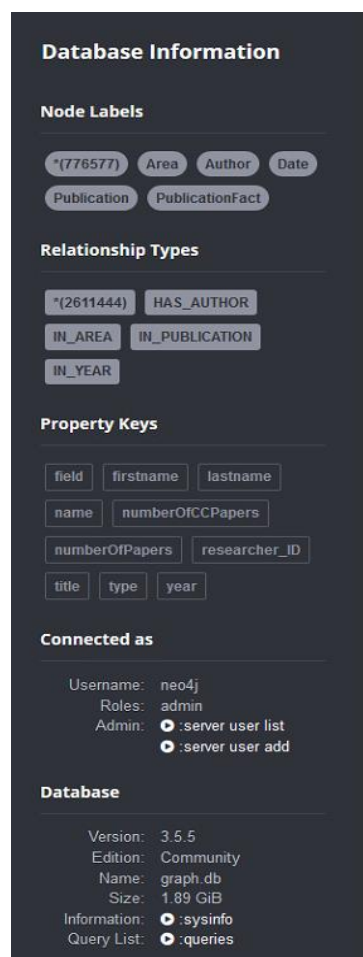 Database Information
Node Labels
*(776577) Area Author Date
Publication PublicationFact
Relationship Types
*(2611444) HAS_AUTHOR
IN_AREA IN_PUBLICATION
IN_YEAR
Property Keys
field firstname lastname
name numberOfCCPapers
numberOfPapers researcher_ID
title type year
Connected as
Username: neo4j
Roles: admin
Admin: :server user list
:server user add
Database
Version: 3.5.5
Edition: Community
Name: graph.db
Size: 1.89 GiB
Information: :sysinfo
Query List: :queries